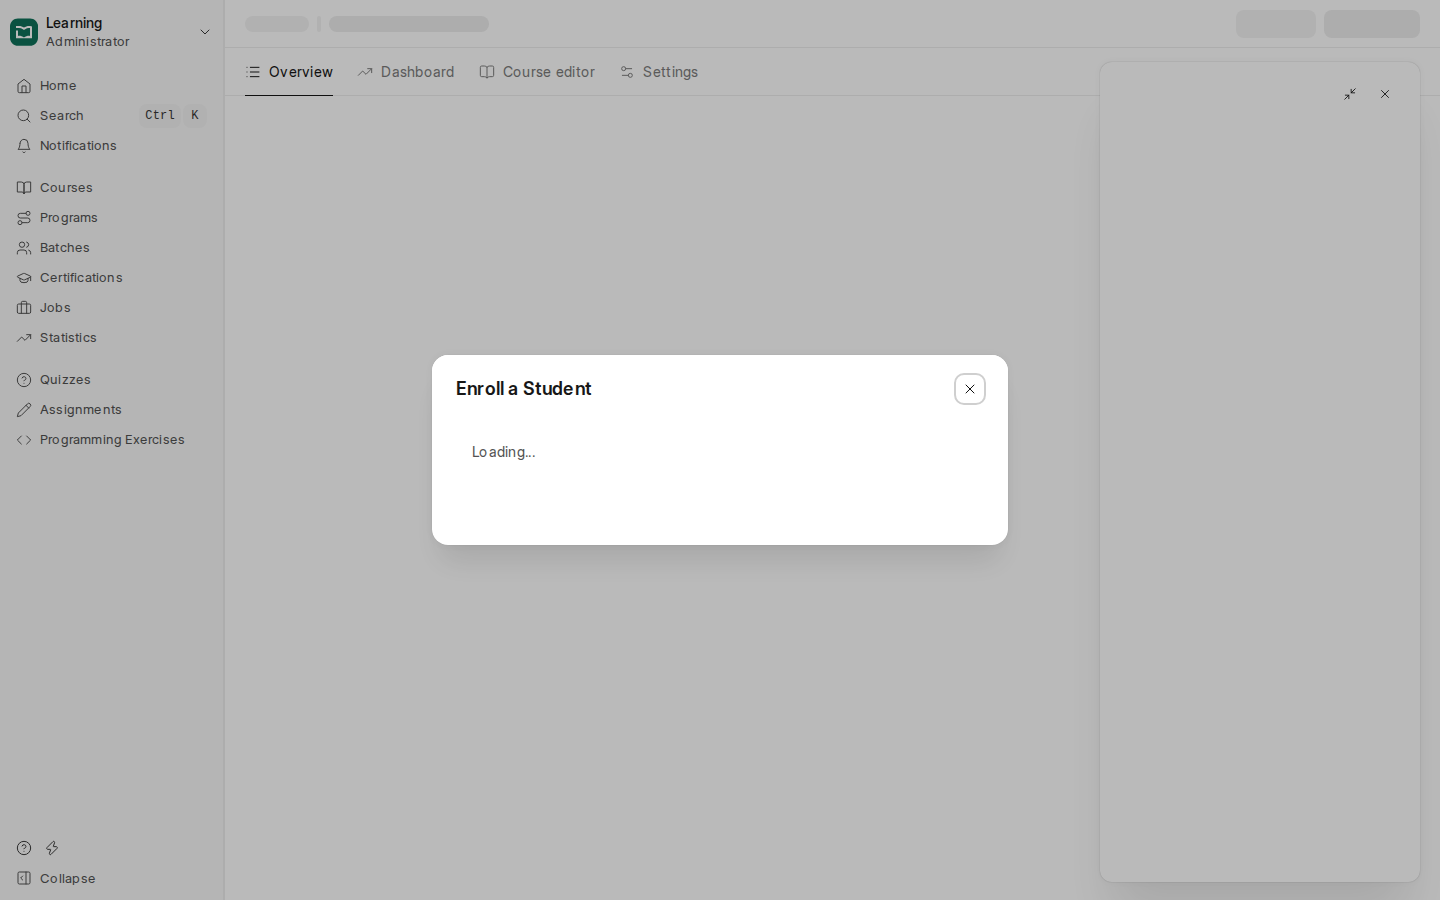 Learning
Administrator
Home
Search Ctrl K
Notifications
Courses
Programs
Batches
Certifications
Jobs
Statistics
Quizzes
Assignments
Programming Exercises
Collapse
Overview Dashboard Course editor Settings
Enroll a Student
Loading...